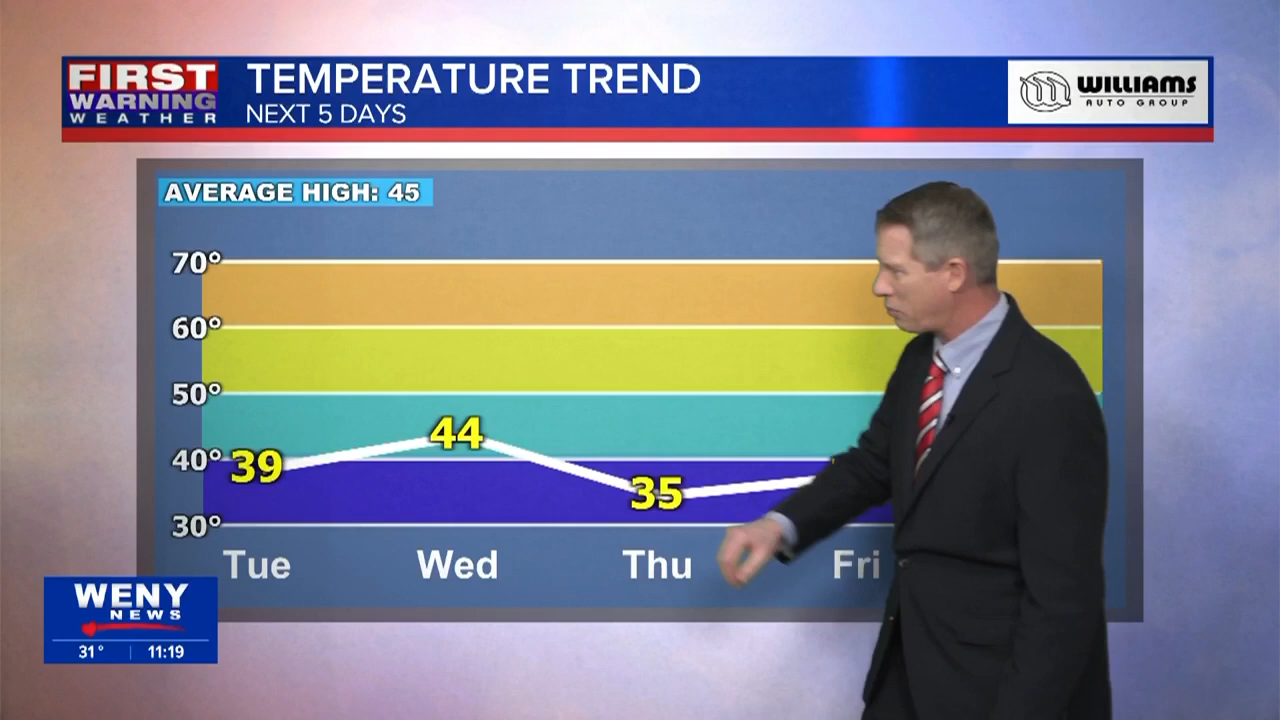 FIRST
WARNING
WEATHER
TEMPERATURE TREND
NEXT 5 DAYS
WILLIAMS
AUTO GROUP
AVERAGE HIGH: 45
70°
60°
50°
40°
30°
39
44
35
Tue
Wed
Thu
Fri
WENY
NEWS
31° 11:19